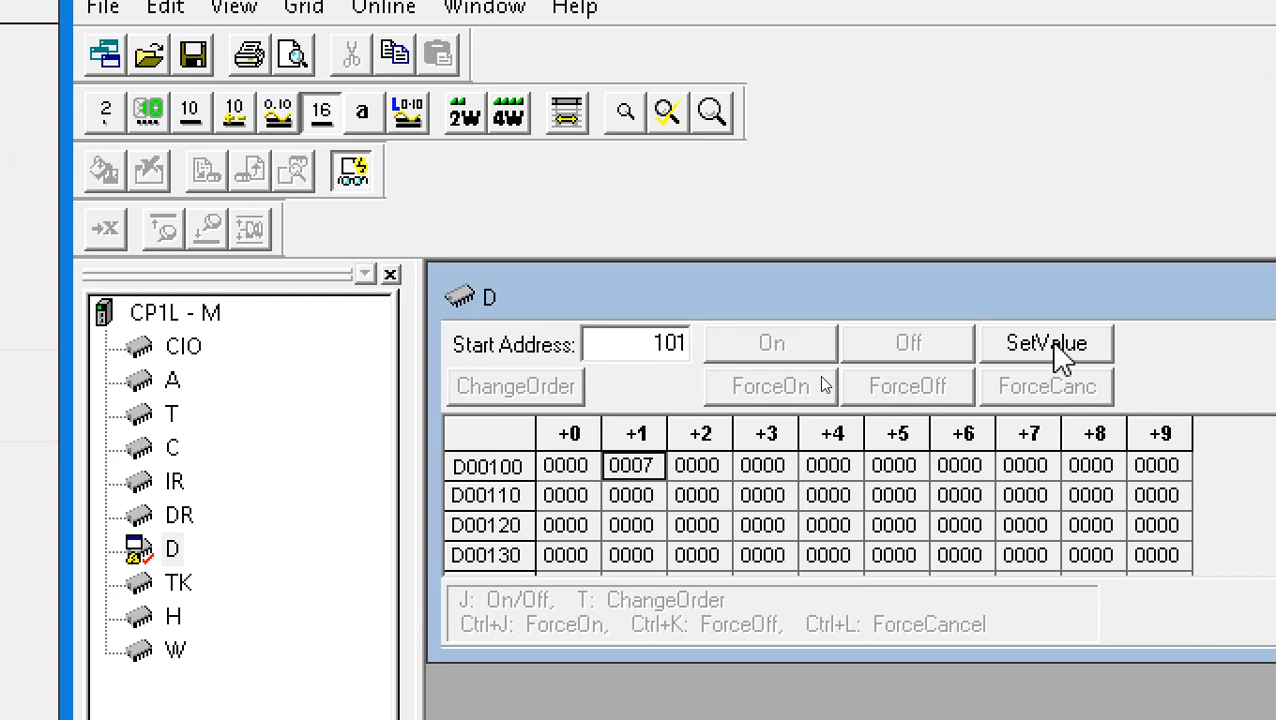 File Edit View Grid Online Window Help
2 10 10 0.10 16 a L0.10 2W 4W
→X
CP1L - M
CIO
A
T
C
IR
DR
D
TK
H
W
D
Start Address: 101 On Off SetValue
ChangeOrder ForceOn ForceOff ForceCanc
+0 +1 +2 +3 +4 +5 +6 +7 +8 +9
D00100 0000 0007 0000 0000 0000 0000 0000 0000 0000 0000
D00110 0000 0000 0000 0000 0000 0000 0000 0000 0000 0000
D00120 0000 0000 0000 0000 0000 0000 0000 0000 0000 0000
D00130 0000 0000 0000 0000 0000 0000 0000 0000 0000 0000
J: On/Off, T: ChangeOrder
Ctrl+J: ForceOn, Ctrl+K: ForceOff, Ctrl+L: ForceCancel